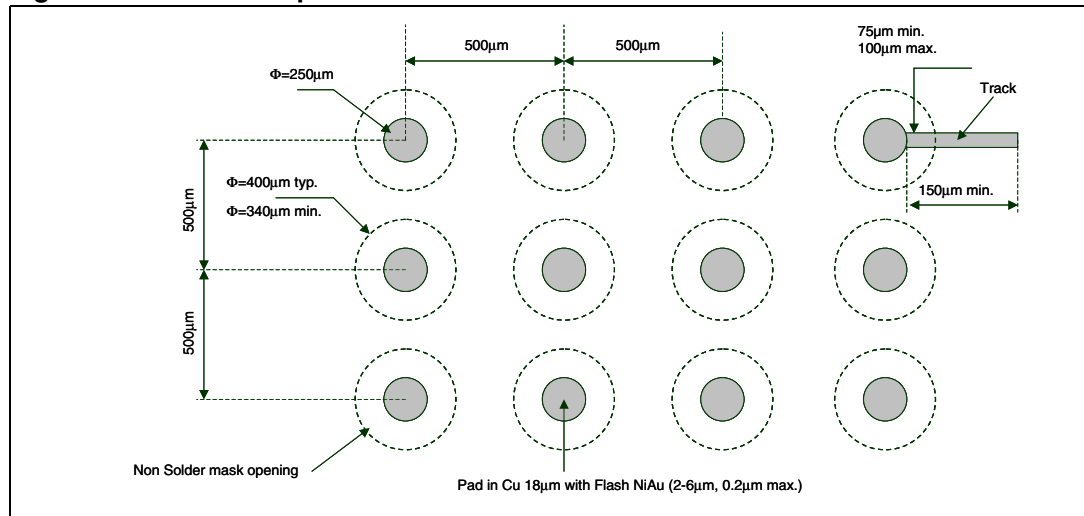 500μm
500μm
75μm min.
100μm max.
Φ=250μm
Track
Φ=400μm typ.
Φ=340μm min.
150μm min.
500μm
500μm
Non Solder mask opening
Pad in Cu 18μm with Flash NiAu (2-6μm, 0.2μm max.)